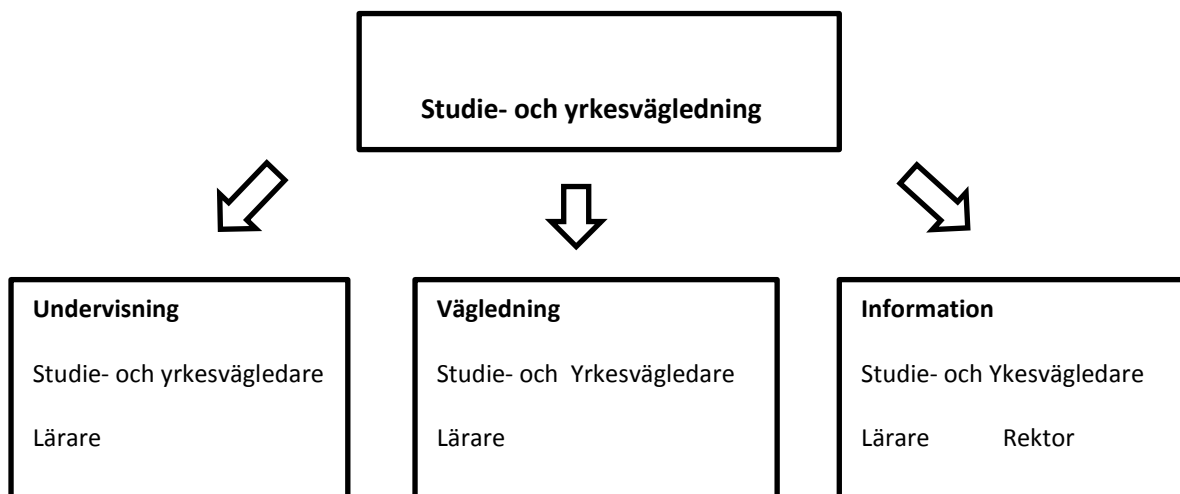 Studie- och yrkesvägledning
Undervisning
Studie- och yrkesvägledare
Lärare
Vägledning
Studie- och Yrkesvägledare
Lärare
Information
Studie- och Ykesvägledare
Lärare Rektor